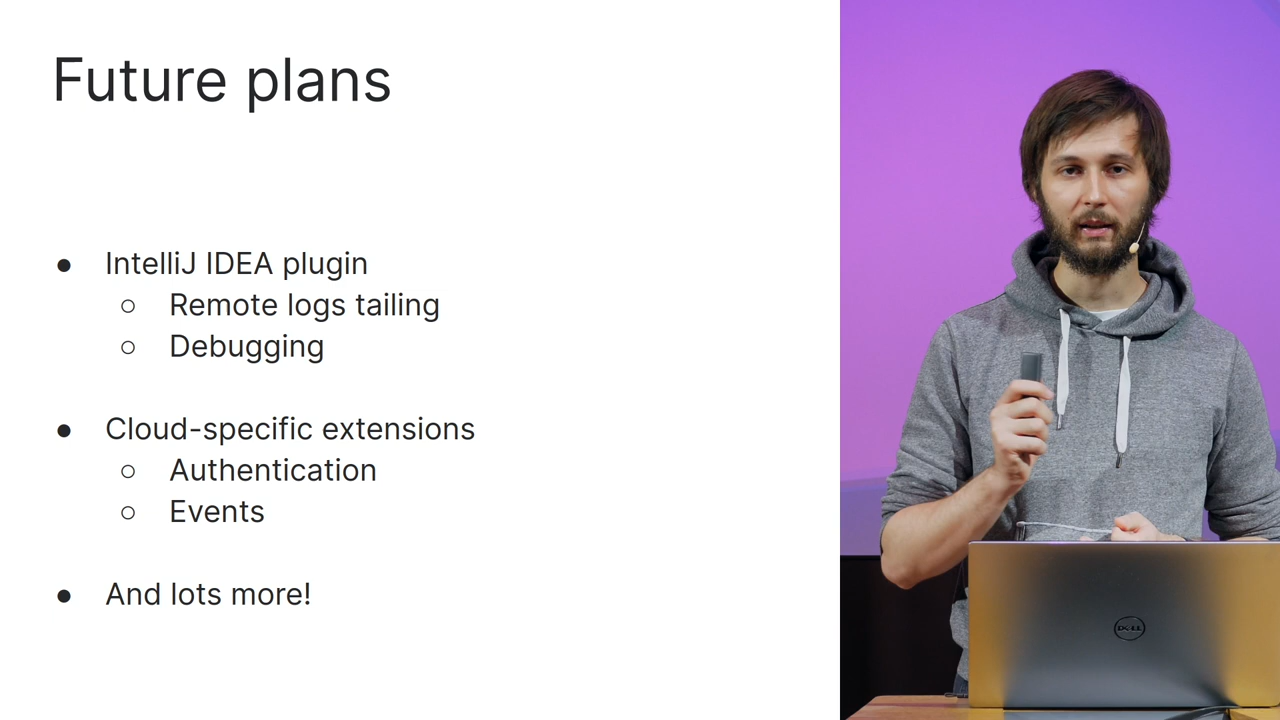 Future plans
● IntelliJ IDEA plugin
○ Remote logs tailing
○ Debugging
● Cloud-specific extensions
○ Authentication
○ Events
● And lots more!
DELL